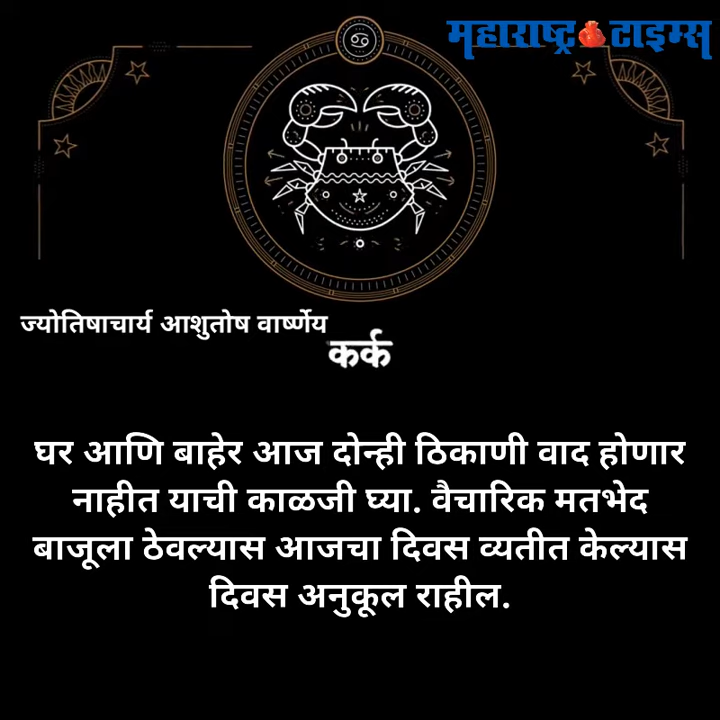 महाराष्ट्र टाइम्स
ज्योतिषाचार्य आशुतोष वार्ष्णेय
कर्क
घर आणि बाहेर आज दोन्ही ठिकाणी वाद होणार
नाहीत याची काळजी घ्या. वैचारिक मतभेद
बाजूला ठेवल्यास आजचा दिवस व्यतीत केल्यास
दिवस अनुकूल राहील.